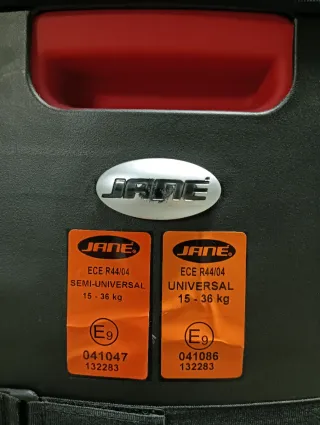 JANÉ
JANÉ
ECE R44/04
SEMI-UNIVERSAL
15 - 36 kg
E9
041047
132283
JANÉ
ECE R44/04
UNIVERSAL
15 - 36 kg
E9
041086
132283